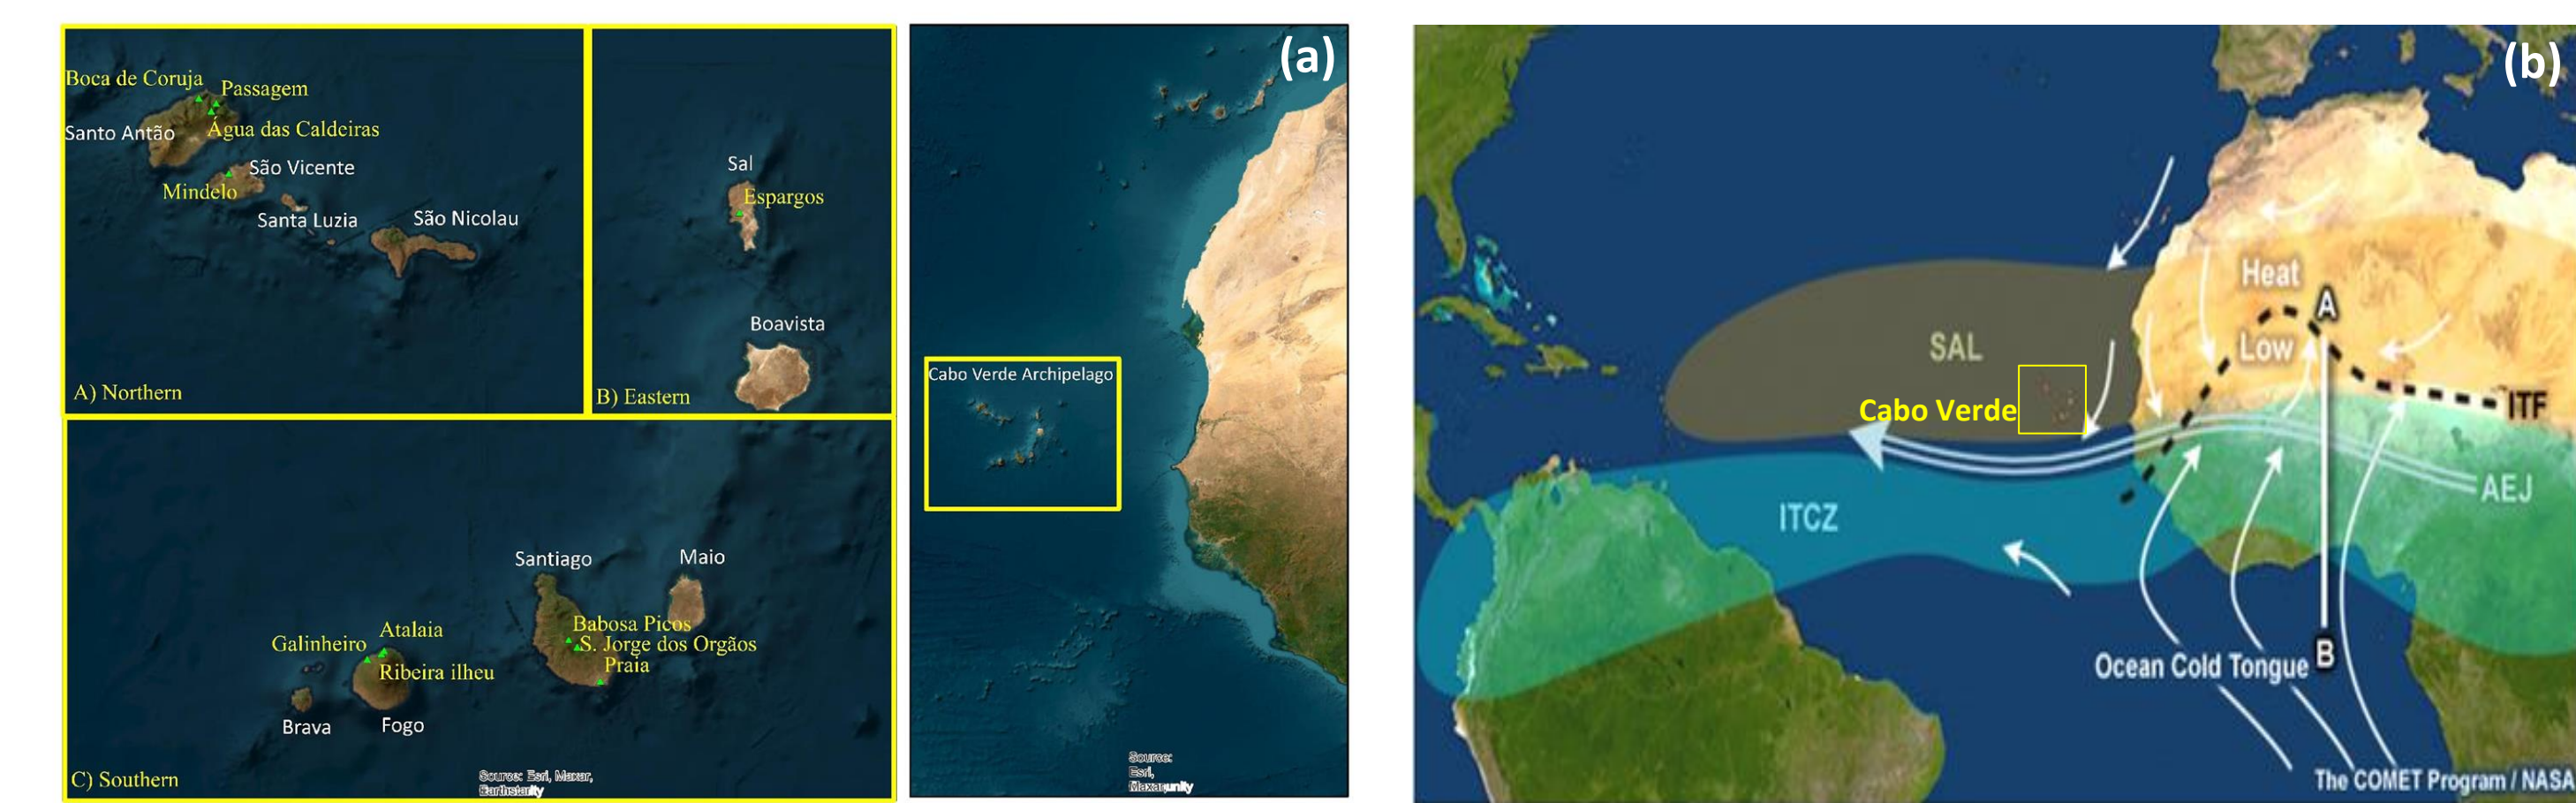 Boca de Coruja
Passagem
Santo Antão
Água das Caldeiras
São Vicente
Mindelo
Santa Luzia
São Nicolau
A) Northern
Sal
Espargos
Boavista
B) Eastern
Santiago
Maio
Babosa Picos
S. Jorge dos Orgãos
Praia
Atalaia
Galinheiro
Ribeira ilheu
Brava
Fogo
C) Southern
Source: Esri, Maxar,
(a)
Cabo Verde Archipelago
Source:
Esri,
(b)
Heat
Low
A
SAL
Cabo Verde
ITF
AEJ
ITCZ
Ocean Cold Tongue
B
The COMET Program / NASA